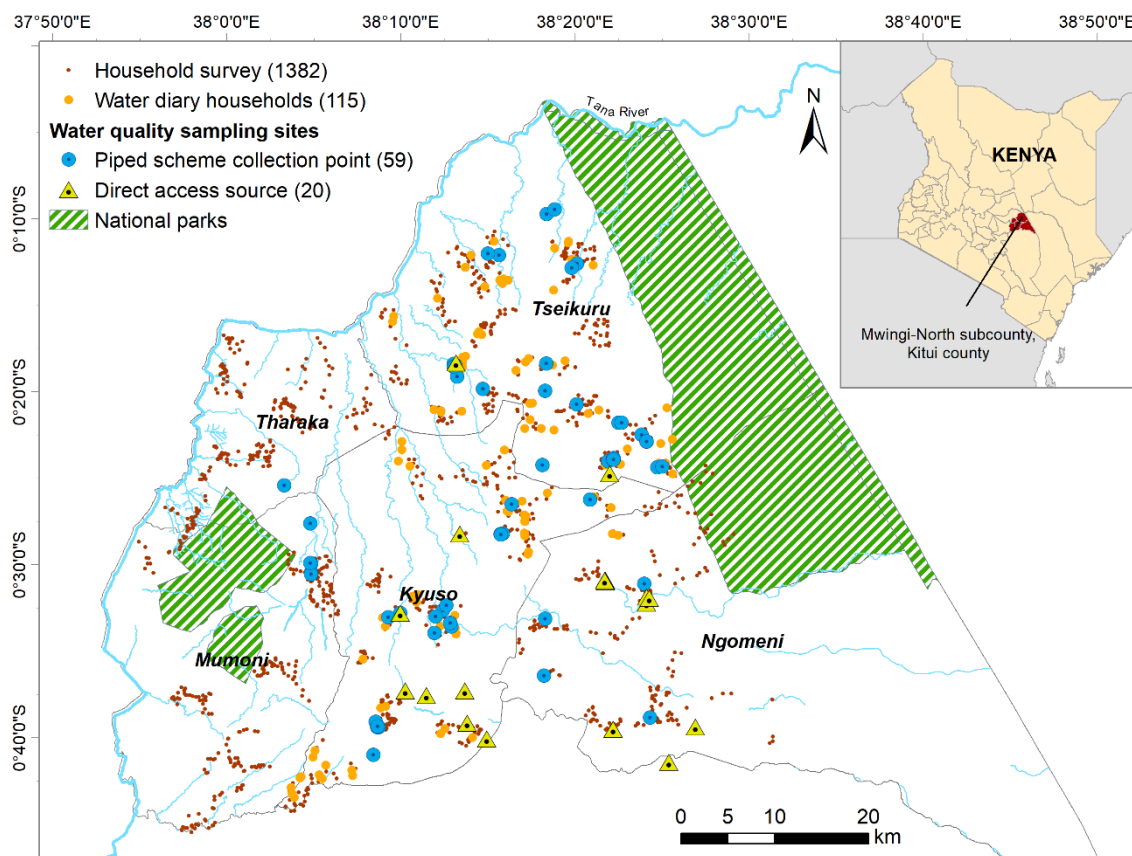 37°50'0"E
38°0'0"E
38°10'0"E
38°20'0"E
38°30'0"E
38°40'0"E
38°50'0"E
Household survey (1382)
Water diary households (115)
Water quality sampling sites
Piped scheme collection point (59)
Direct access source (20)
National parks
Tana River
N
KENYA
Mwingi-North subcounty,
Kitui county
0°10'0"S
0°20'0"S
0°30'0"S
0°40'0"S
Tseikuru
Tharaka
Kyuso
Ngomeni
Mumoni
0 5 10 20
km